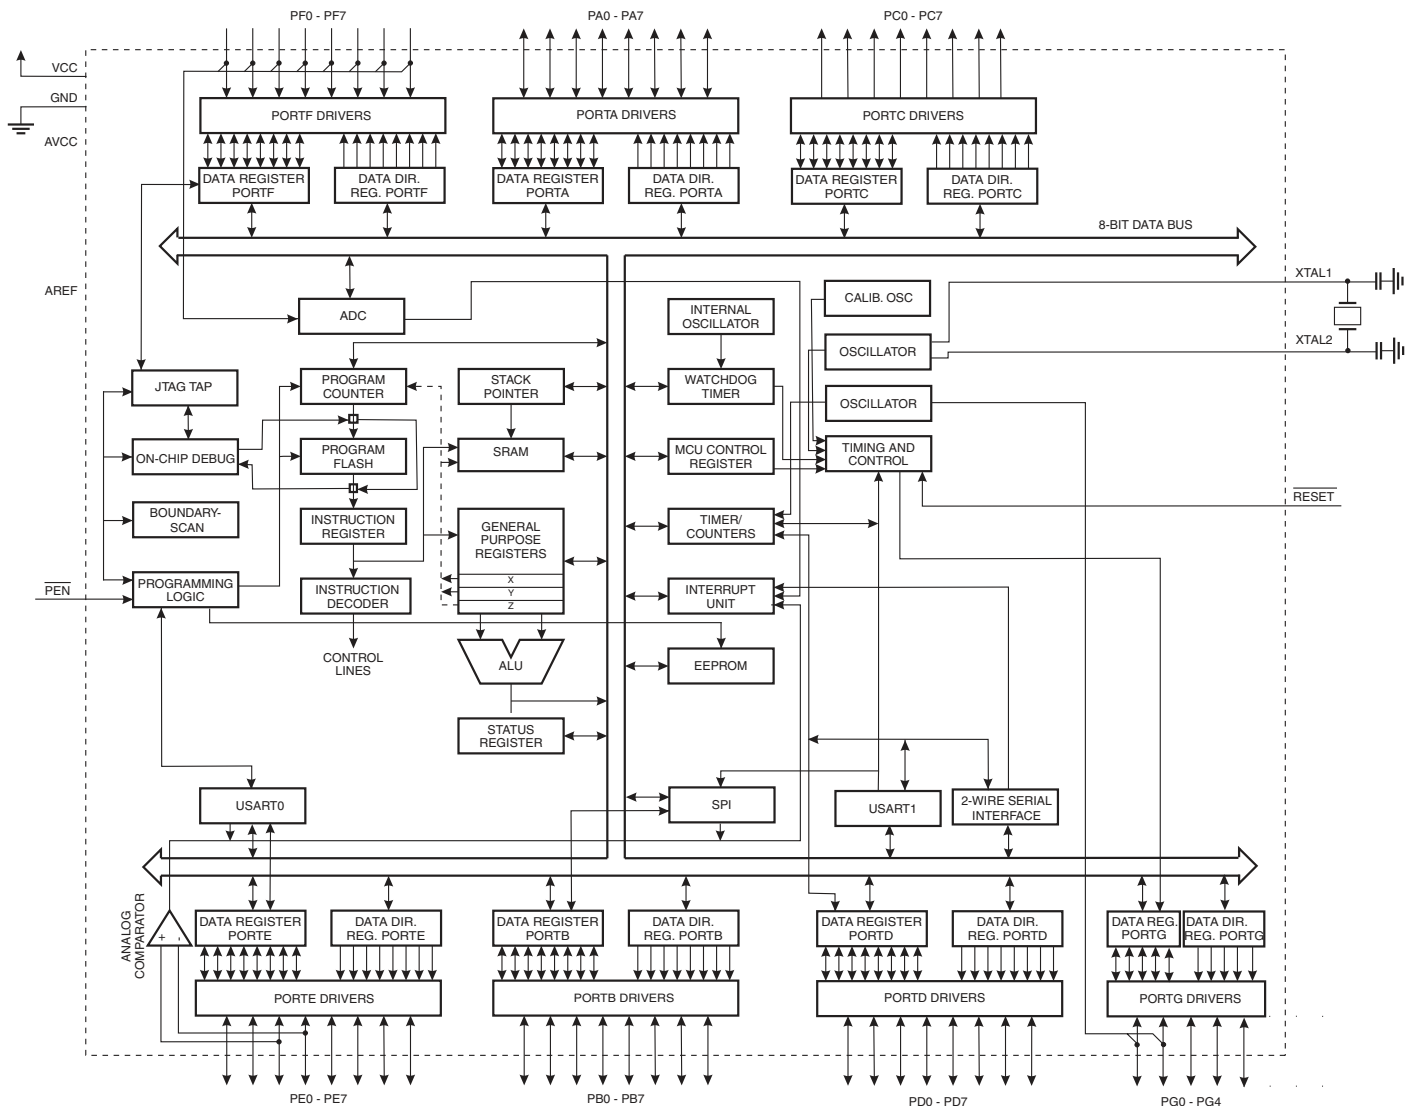 PF0 - PF7
PA0 - PA7
PC0 - PC7
VCC
GND
AVCC
PORTF DRIVERS
PORTA DRIVERS
PORTC DRIVERS
DATA REGISTER
PORTF
DATA DIR.
REG. PORTF
DATA REGISTER
PORTA
DATA DIR.
REG. PORTA
DATA REGISTER
PORTC
DATA DIR.
REG. PORTC
8-BIT DATA BUS
AREF
XTAL1
XTAL2
ADC
INTERNAL
OSCILLATOR
CALIB. OSC
OSCILLATOR
JTAG TAP
PROGRAM
COUNTER
STACK
POINTER
WATCHDOG
TIMER
OSCILLATOR
ON-CHIP DEBUG
PROGRAM
FLASH
SRAM
MCU CONTROL
REGISTER
TIMING AND
CONTROL
BOUNDARY-
SCAN
INSTRUCTION
REGISTER
GENERAL
PURPOSE
REGISTERS
X
Y
Z
TIMER/
COUNTERS
RESET
PEN
PROGRAMMING
LOGIC
INSTRUCTION
DECODER
INTERRUPT
UNIT
CONTROL
LINES
ALU
EEPROM
STATUS
REGISTER
USART0
SPI
USART1
2-WIRE SERIAL
INTERFACE
ANALOG
COMPARATOR
+
-
DATA REGISTER
PORTE
DATA DIR.
REG. PORTE
DATA REGISTER
PORTB
DATA DIR.
REG. PORTB
DATA REGISTER
PORTD
DATA DIR.
REG. PORTD
DATA REG.
PORTG
DATA DIR.
REG. PORTG
PORTE DRIVERS
PORTB DRIVERS
PORTD DRIVERS
PORTG DRIVERS
PE0 - PE7
PB0 - PB7
PD0 - PD7
PG0 - PG4